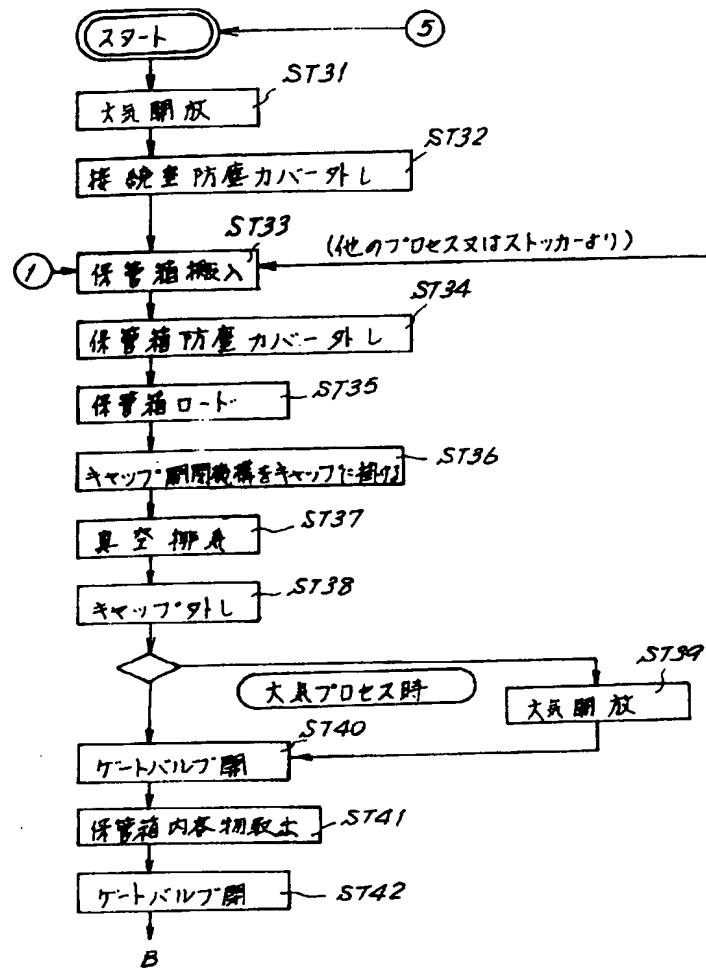 スタート
5
ST31
大気開放
ST32
接続室防塵カバー外し
ST33
(他のプロセス又はストッカーより)
1
保管箱搬入
ST34
保管箱防塵カバー外し
保管箱ロード
ST35
キャップ開閉機構をキャップに掛ける
ST36
真空排気
ST37
キャップ外し
ST38
大気プロセス時
ST39
大気開放
ST40
ゲートバルブ開
保管箱内容物取出
ST41
ゲートバルブ開
ST42
B